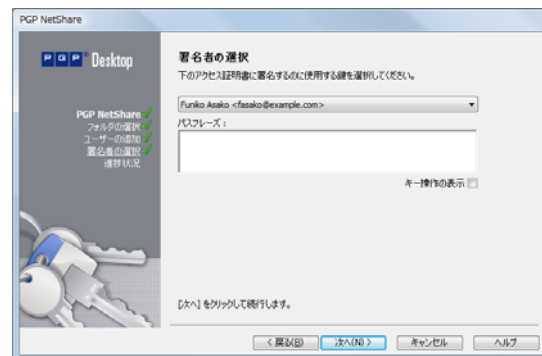 PGP NetShare
PGP Desktop
PGP NetShare
フォルダの選択
ユーザーの追加
署名者の選択
進捗状況
署名者の選択
下のアクセス証明書に署名するのに使用する鍵を選択してください。
Fumiko Asako <fasako@example.com>
パスフレーズ：
キー操作の表示
[次へ] をクリックして続行します。
< 戻る(B)
次へ(N) >
キャンセル
ヘルプ